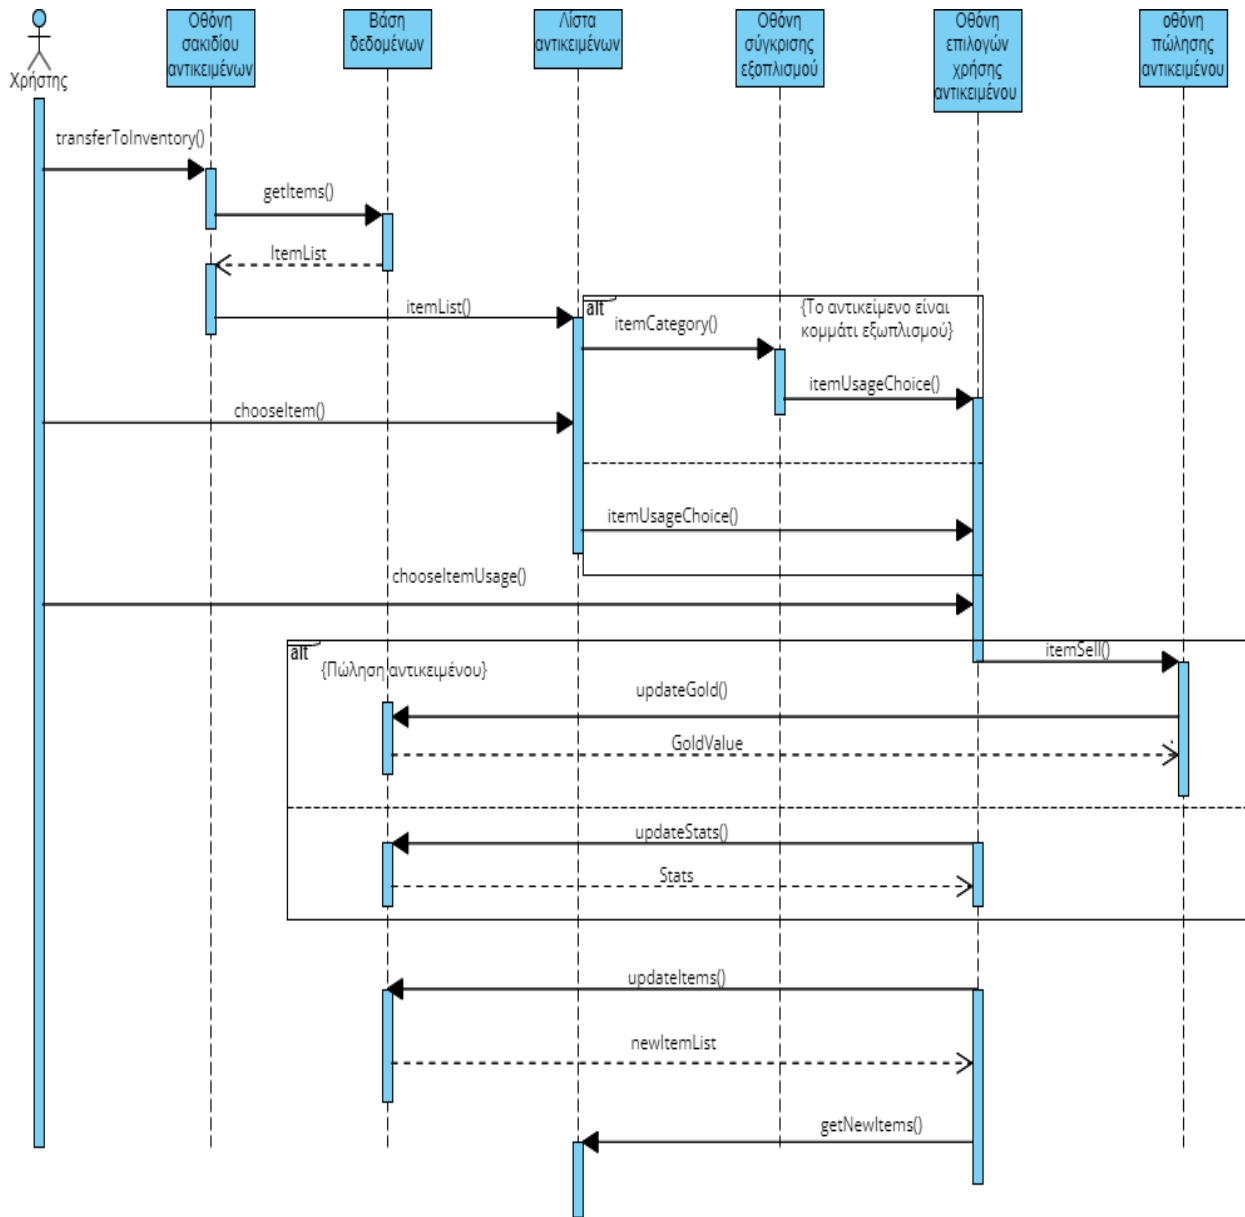 Χρήστης
Οθόνη
σακιδίου
αντικειμένων
Βάση
δεδομένων
Λίστα
αντικειμένων
Οθόνη
σύγκρισης
εξοπλισμού
Οθόνη
επιλογών
χρήσης
αντικειμένου
οθόνη
πώλησης
αντικειμένου
transferToInventory()
getItems()
ItemList
itemList()
alt
{Το αντικείμενο είναι
κομμάτι εξωπλισμού}
itemCategory()
itemUsageChoice()
chooseItem()
itemUsageChoice()
chooseItemUsage()
alt
{Πώληση αντικειμένου}
itemSell()
updateGold()
GoldValue
updateStats()
Stats
updateItems()
newItemList
getNewItems()